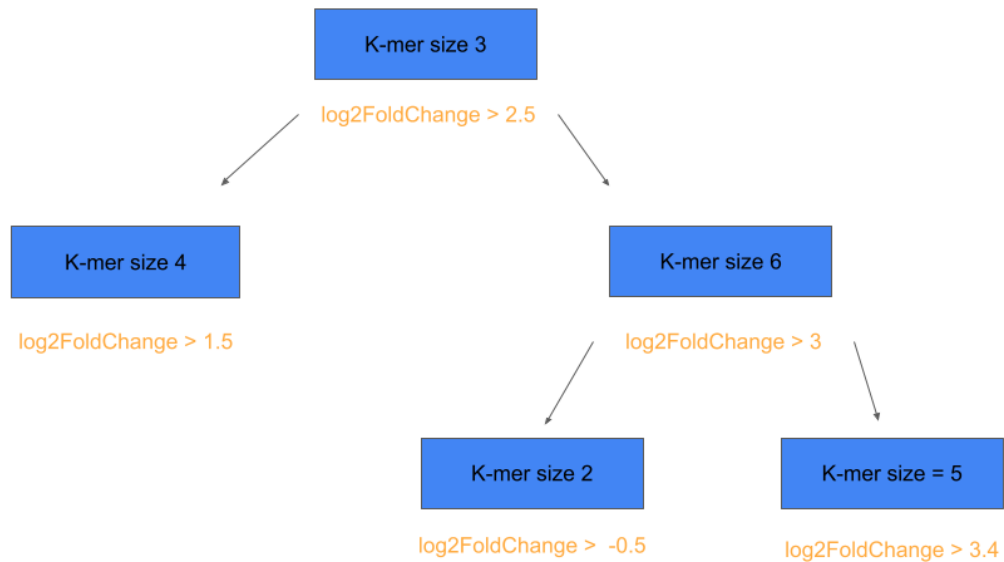 K-mer size 3
log2FoldChange > 2.5
K-mer size 4
K-mer size 6
log2FoldChange > 1.5
log2FoldChange > 3
K-mer size 2
K-mer size = 5
log2FoldChange > -0.5
log2FoldChange > 3.4